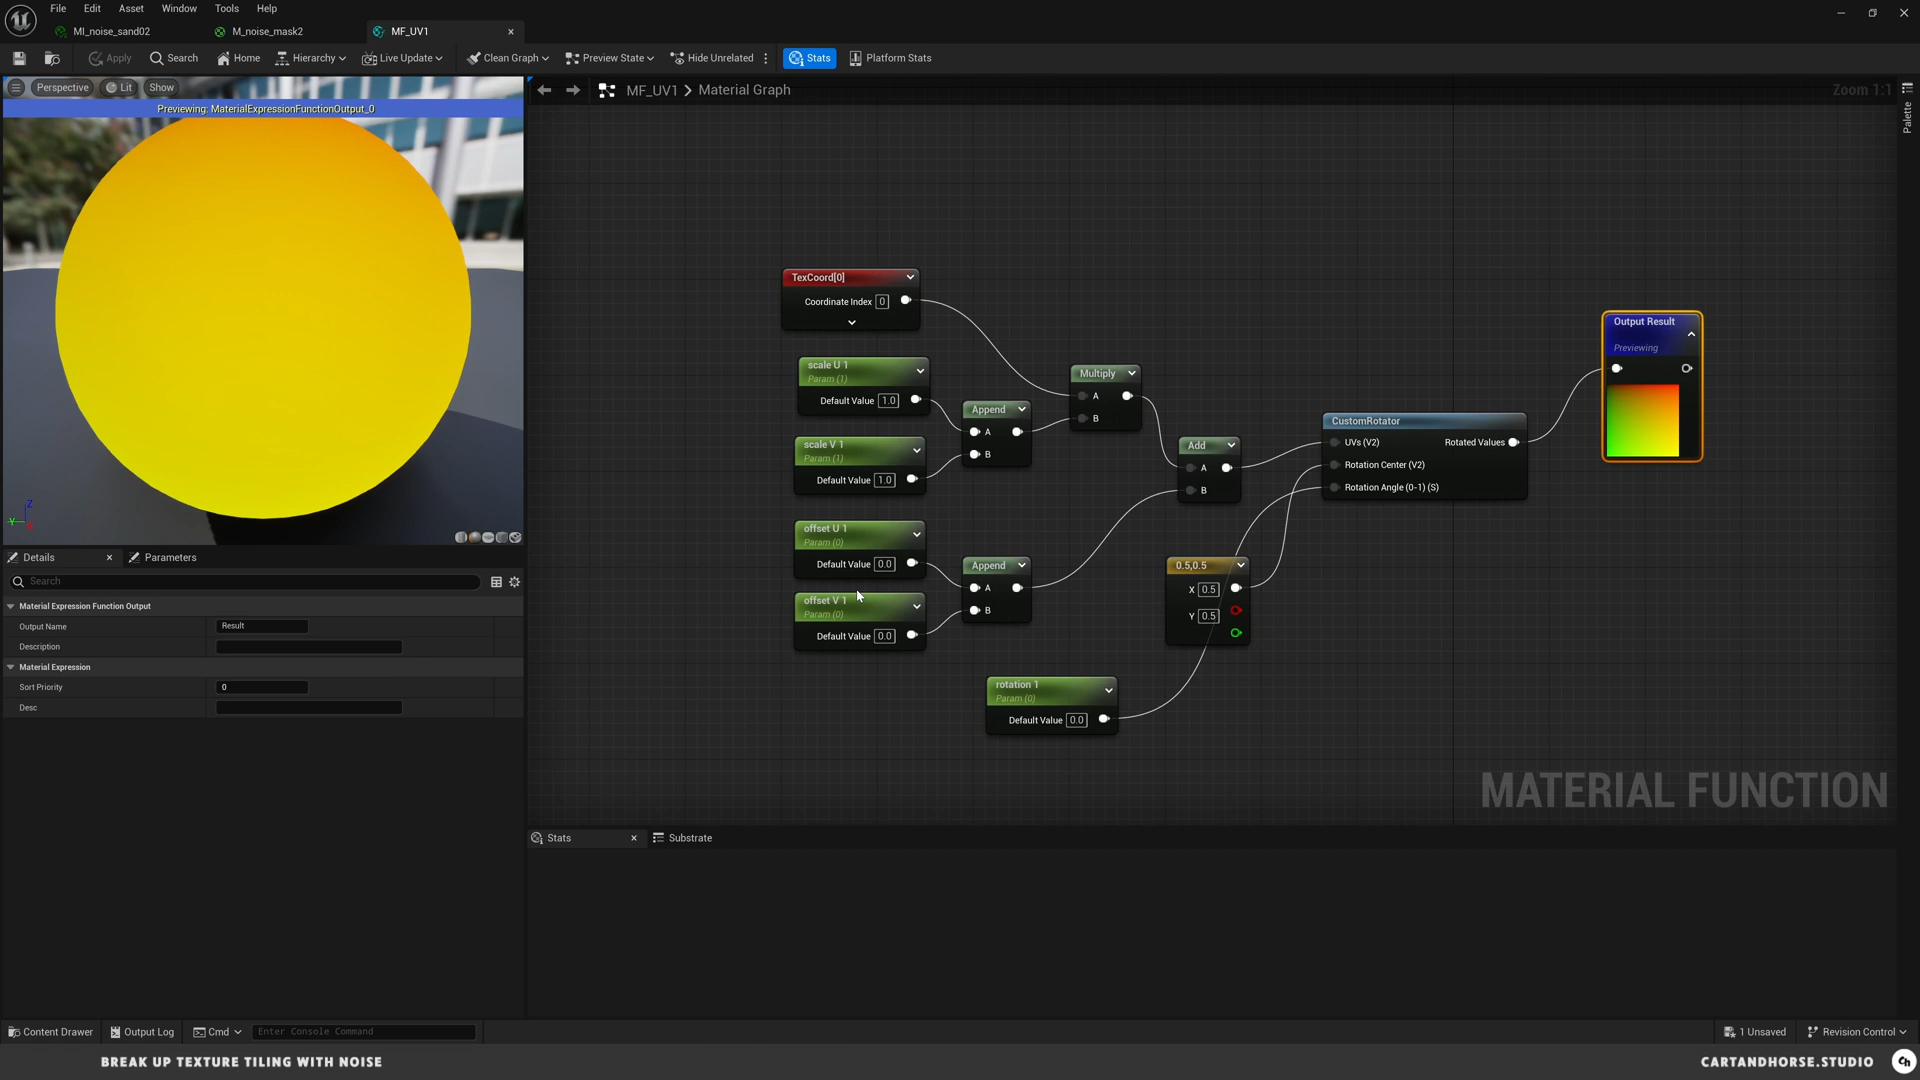 File Edit Asset Window Tools Help
MI_noise_sand02 M_noise_mask2 MF_UV1
Apply Search Home Hierarchy Live Update Clean Graph Preview State Hide Unrelated Stats Platform Stats
Perspective Lit Show
Previewing: MaterialExpressionFunctionOutput_0
MF_UV1 > Material Graph
Zoom 1:1
Palette
TexCoord[0]
Coordinate Index 0
scale U 1
Param (1)
Default Value 1.0
scale V 1
Param (1)
Default Value 1.0
offset U 1
Param (0)
Default Value 0.0
offset V 1
Param (0)
Default Value 0.0
Append
A
B
Append
A
B
Multiply
A
B
Add
A
B
0.5,0.5
X 0.5
Y 0.5
rotation 1
Param (0)
Default Value 0.0
CustomRotator
UVs (V2) Rotated Values
Rotation Center (V2)
Rotation Angle (0-1) (S)
Output Result
Previewing
MATERIAL FUNCTION
Z
Y
Details Parameters
Search
Material Expression Function Output
Output Name Result
Description
Material Expression
Sort Priority 0
Desc
Stats Substrate
Content Drawer Output Log Cmd Enter Console Command 1 Unsaved Revision Control
BREAK UP TEXTURE TILING WITH NOISE
CARTANDHORSE.STUDIO Ch